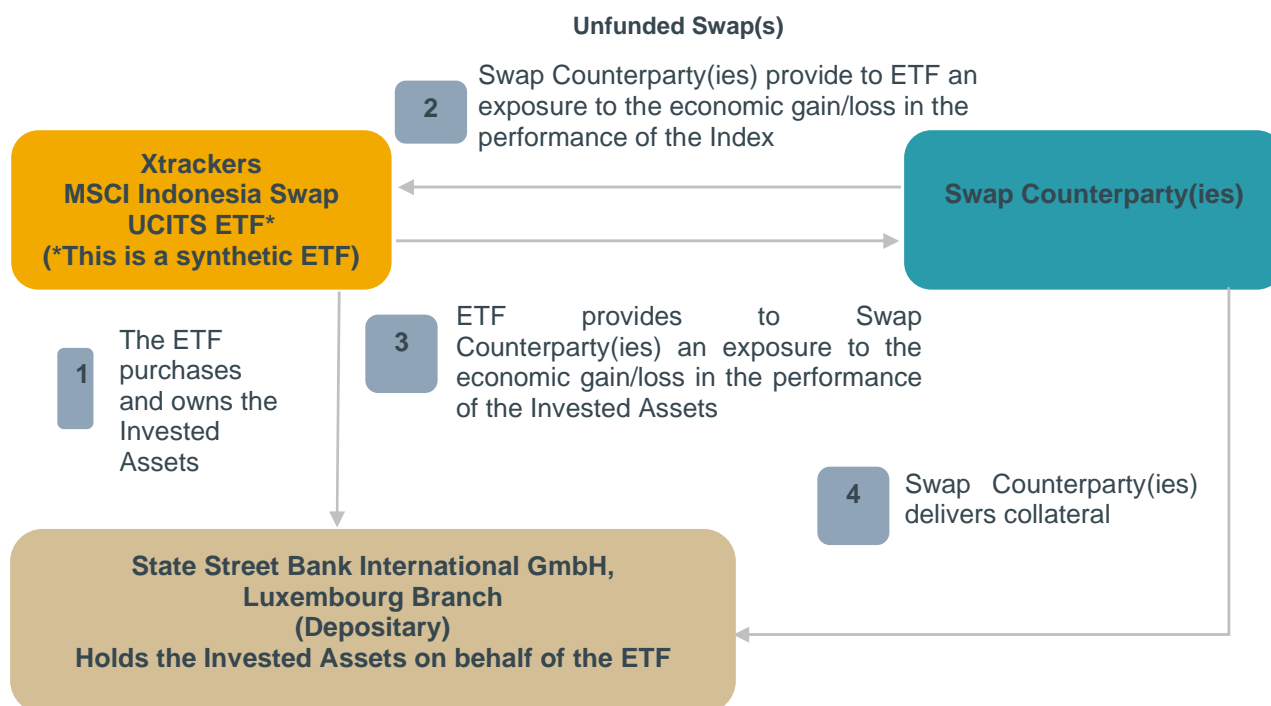 Unfunded Swap(s)
2
Swap Counterparty(ies) provide to ETF an
exposure to the economic gain/loss in the
performance of the Index
Xtrackers
MSCI Indonesia Swap
UCITS ETF*
(*This is a synthetic ETF)
Swap Counterparty(ies)
1
The ETF
purchases
and owns the
Invested
Assets
3
ETF provides to Swap
Counterparty(ies) an exposure to the
economic gain/loss in the performance
of the Invested Assets
4
Swap Counterparty(ies)
delivers collateral
State Street Bank International GmbH,
Luxembourg Branch
(Depositary)
Holds the Invested Assets on behalf of the ETF